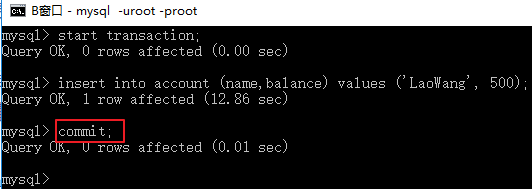 B窗口 - mysql  -uroot -proot
mysql> start transaction;
Query OK, 0 rows affected (0.00 sec)
mysql> insert into account (name,balance) values ('LaoWang', 500);
Query OK, 1 row affected (12.86 sec)
mysql> commit;
Query OK, 0 rows affected (0.01 sec)
mysql>